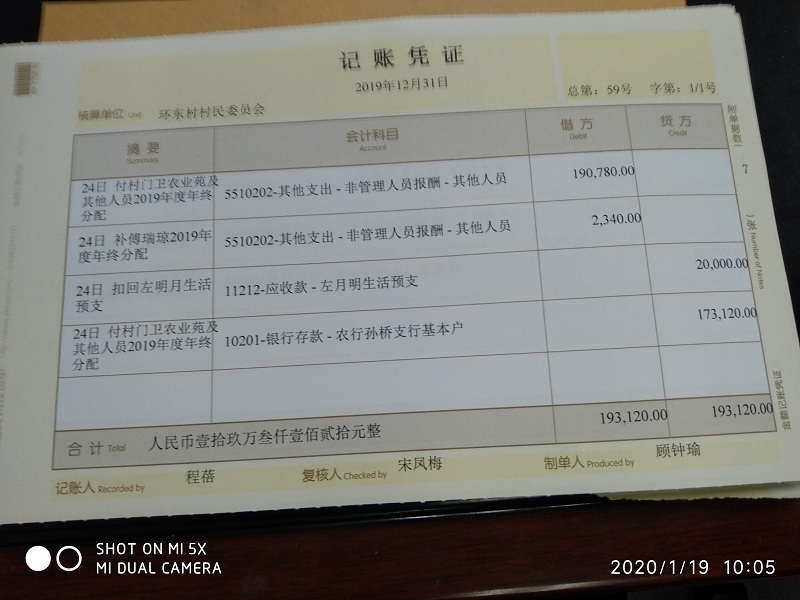 记账凭证
2019年12月31日
总第：59号 字第：1/1号
核算单位 Unit 环东村村民委员会
摘要 会计科目 借方 贷方
Summary Account Debit Credit
24日 付村门卫农业苑及 5510202-其他支出 - 非管理人员报酬 - 其他人员 190,780.00
其他人员2019年度年终
分配
24日 补傅瑞琼2019年 5510202-其他支出 - 非管理人员报酬 - 其他人员 2,340.00
度年终分配
24日 扣回左明月生活 11212-应收款 - 左月明生活预支 20,000.00
预支
24日 付村门卫农业苑及 10201-银行存款 - 农行孙桥支行基本户 173,120.00
其他人员2019年度年终
分配
合计 Total 人民币壹拾玖万叁仟壹佰贰拾元整 193,120.00 193,120.00
记账人 Recorded by 程蓓 复核人 Checked by 宋凤梅 制单人 Produced by 顾钟瑜
附单据数 7 张 Number of Notes
金额记账凭证
SHOT ON MI 5X
MI DUAL CAMERA
2020/1/19 10:05